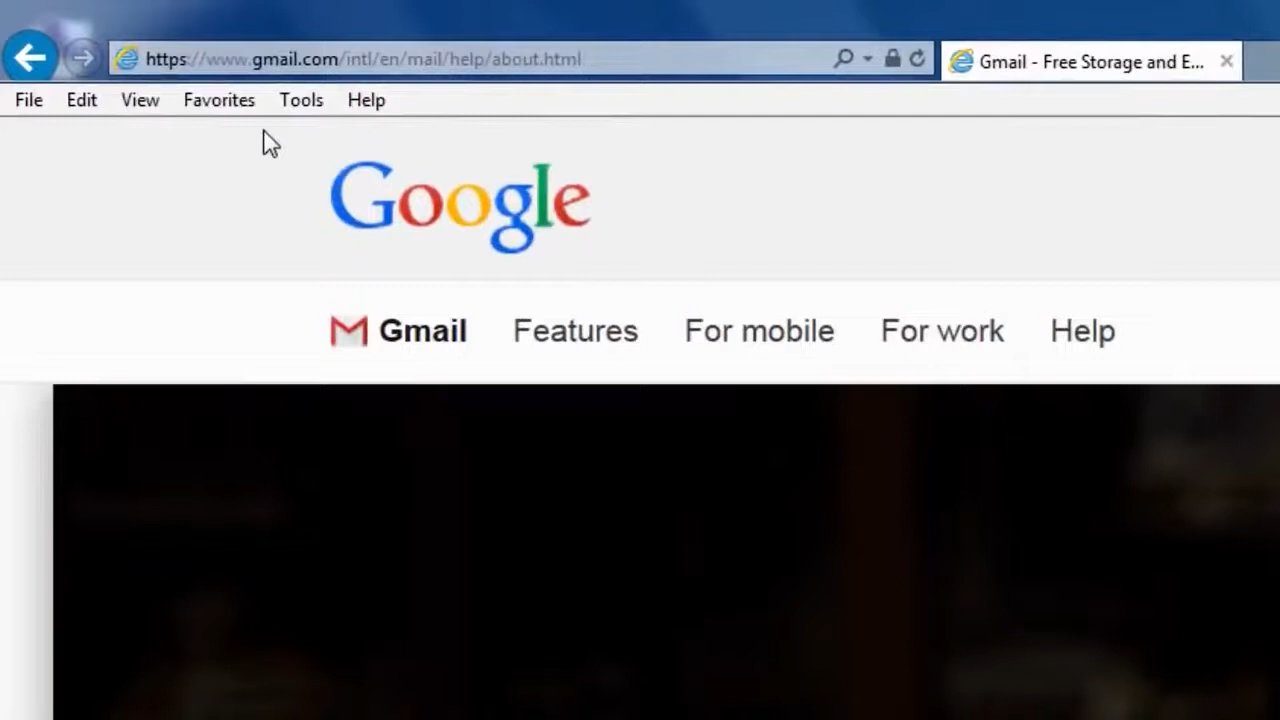 https://www.gmail.com/intl/en/mail/help/about.html
Gmail - Free Storage and E...
File Edit View Favorites Tools Help
Google
Gmail Features For mobile For work Help